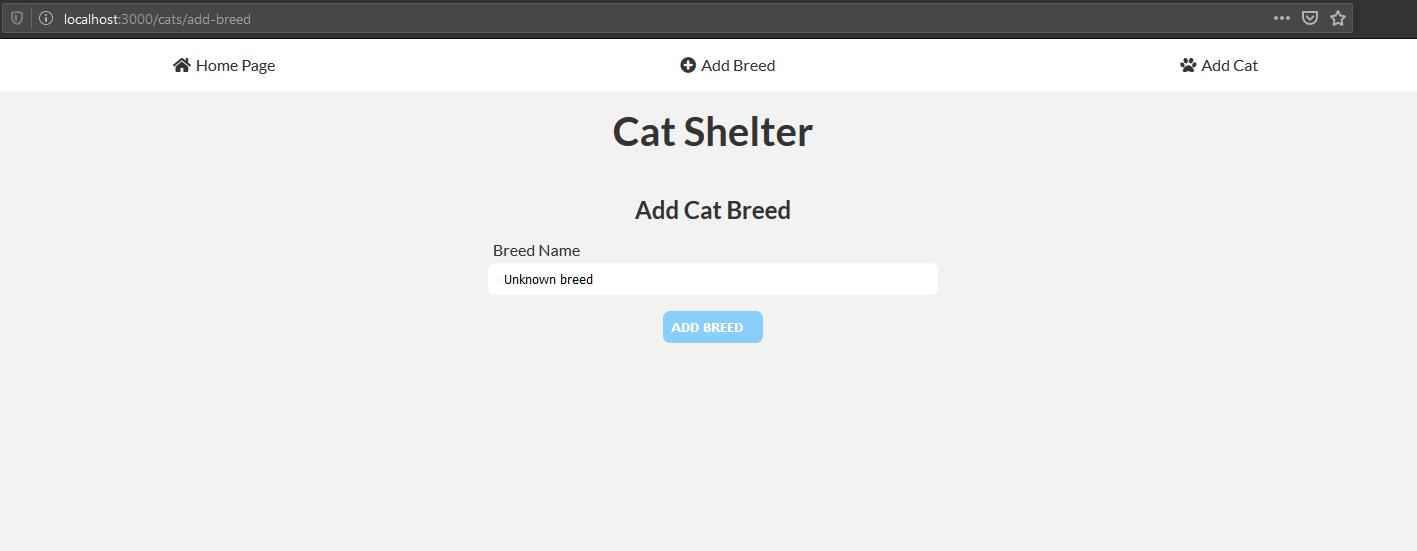 localhost:3000/cats/add-breed
Home Page Add Breed Add Cat
Cat Shelter
Add Cat Breed
Breed Name
Unknown breed
ADD BREED